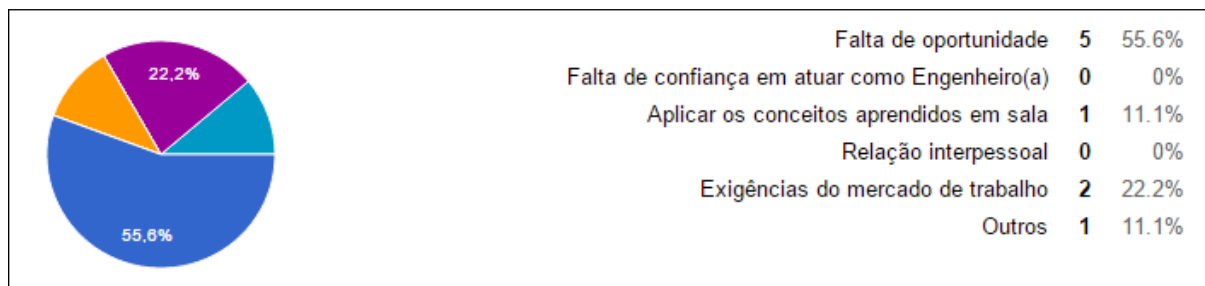 22,2%
55,6%
Falta de oportunidade 5 55.6%
Falta de confiança em atuar como Engenheiro(a) 0 0%
Aplicar os conceitos aprendidos em sala 1 11.1%
Relação interpessoal 0 0%
Exigências do mercado de trabalho 2 22.2%
Outros 1 11.1%